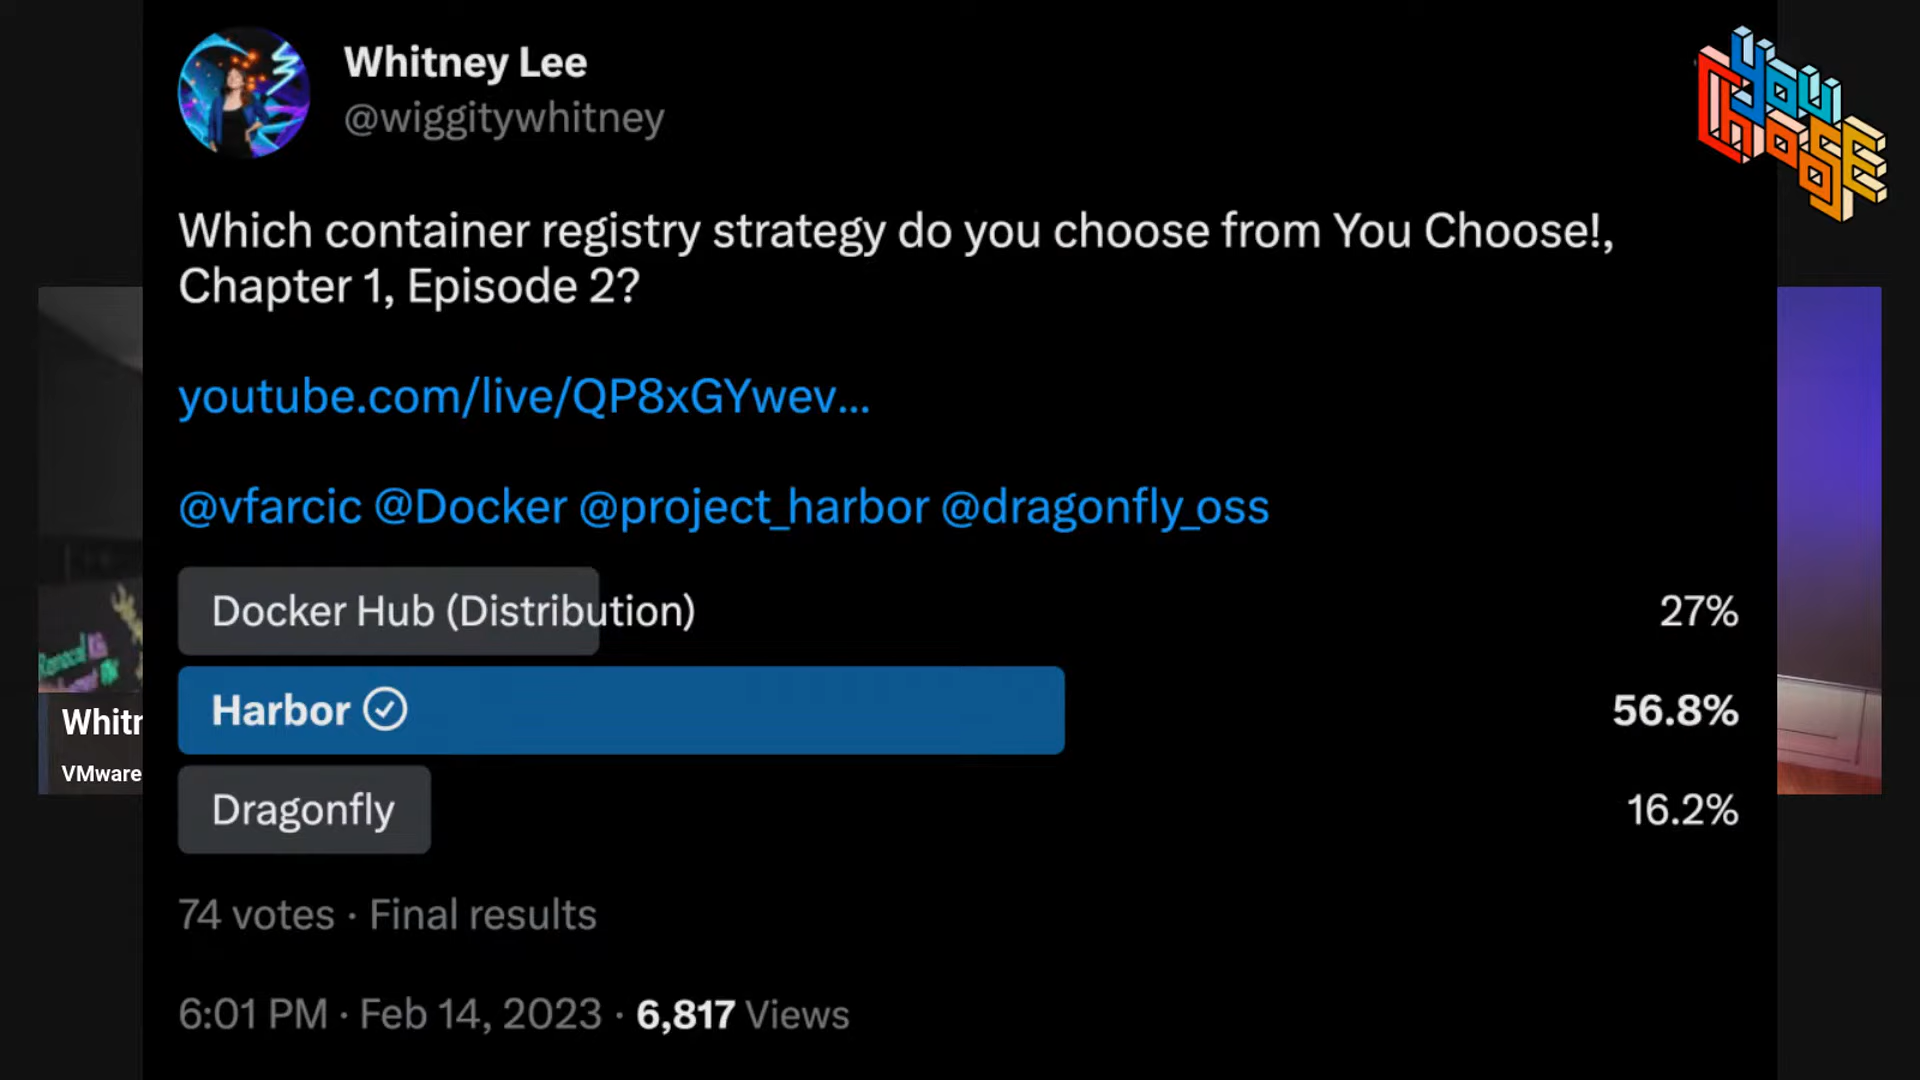 Whitney Lee
@wiggitywhitney
YOU CHOOSE
Which container registry strategy do you choose from You Choose!,
Chapter 1, Episode 2?
youtube.com/live/QP8xGYwev...
@vfarcic @Docker @project_harbor @dragonfly_oss
Docker Hub (Distribution) 27%
Harbor 56.8%
Dragonfly 16.2%
Whitn
VMware
74 votes · Final results
6:01 PM · Feb 14, 2023 · 6,817 Views